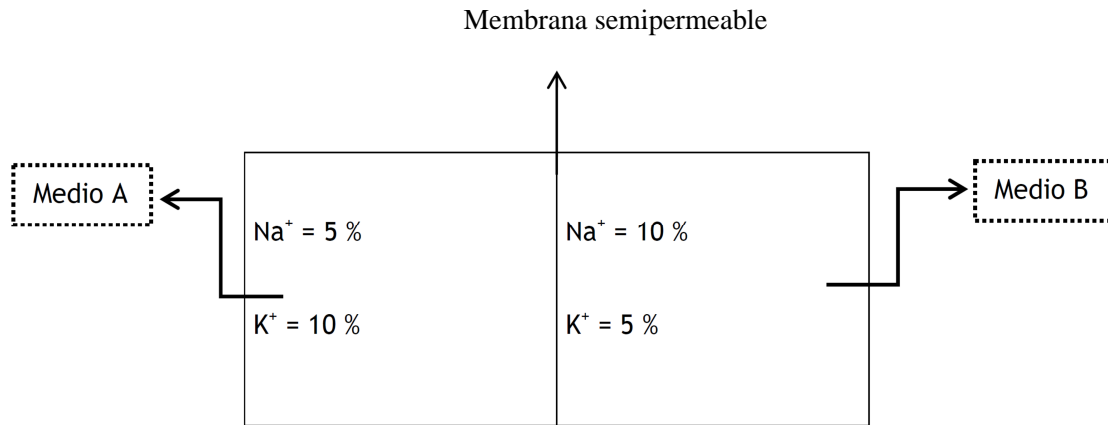 Membrana semipermeable
Medio A
Medio B
Na⁺ = 5 %
Na⁺ = 10 %
K⁺ = 10 %
K⁺ = 5 %